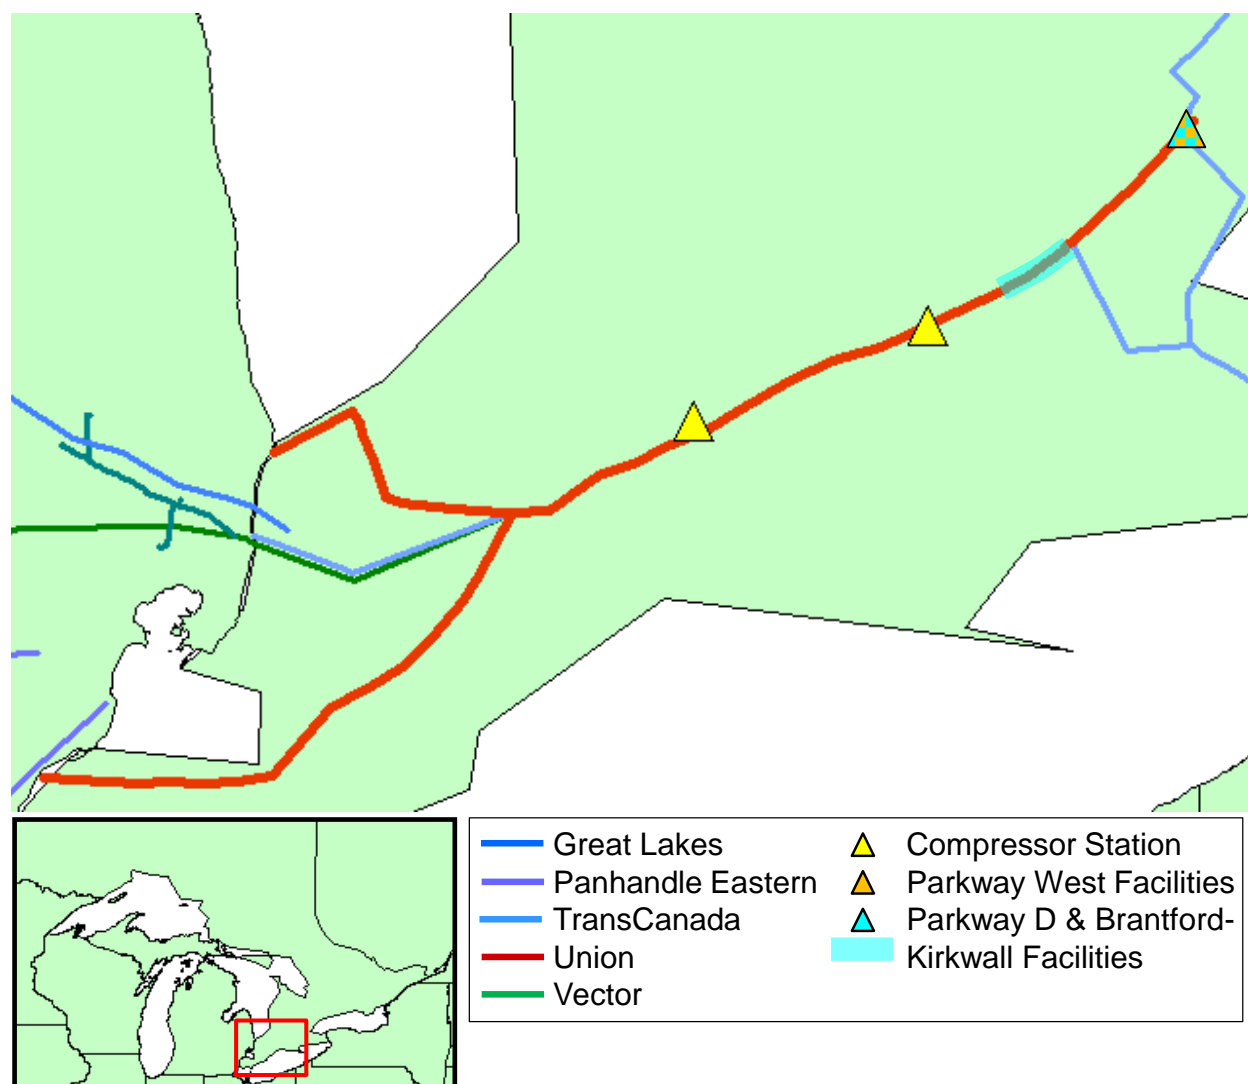 Great Lakes
Panhandle Eastern
TransCanada
Union
Vector
Compressor Station
Parkway West Facilities
Parkway D & Brantford-
Kirkwall Facilities